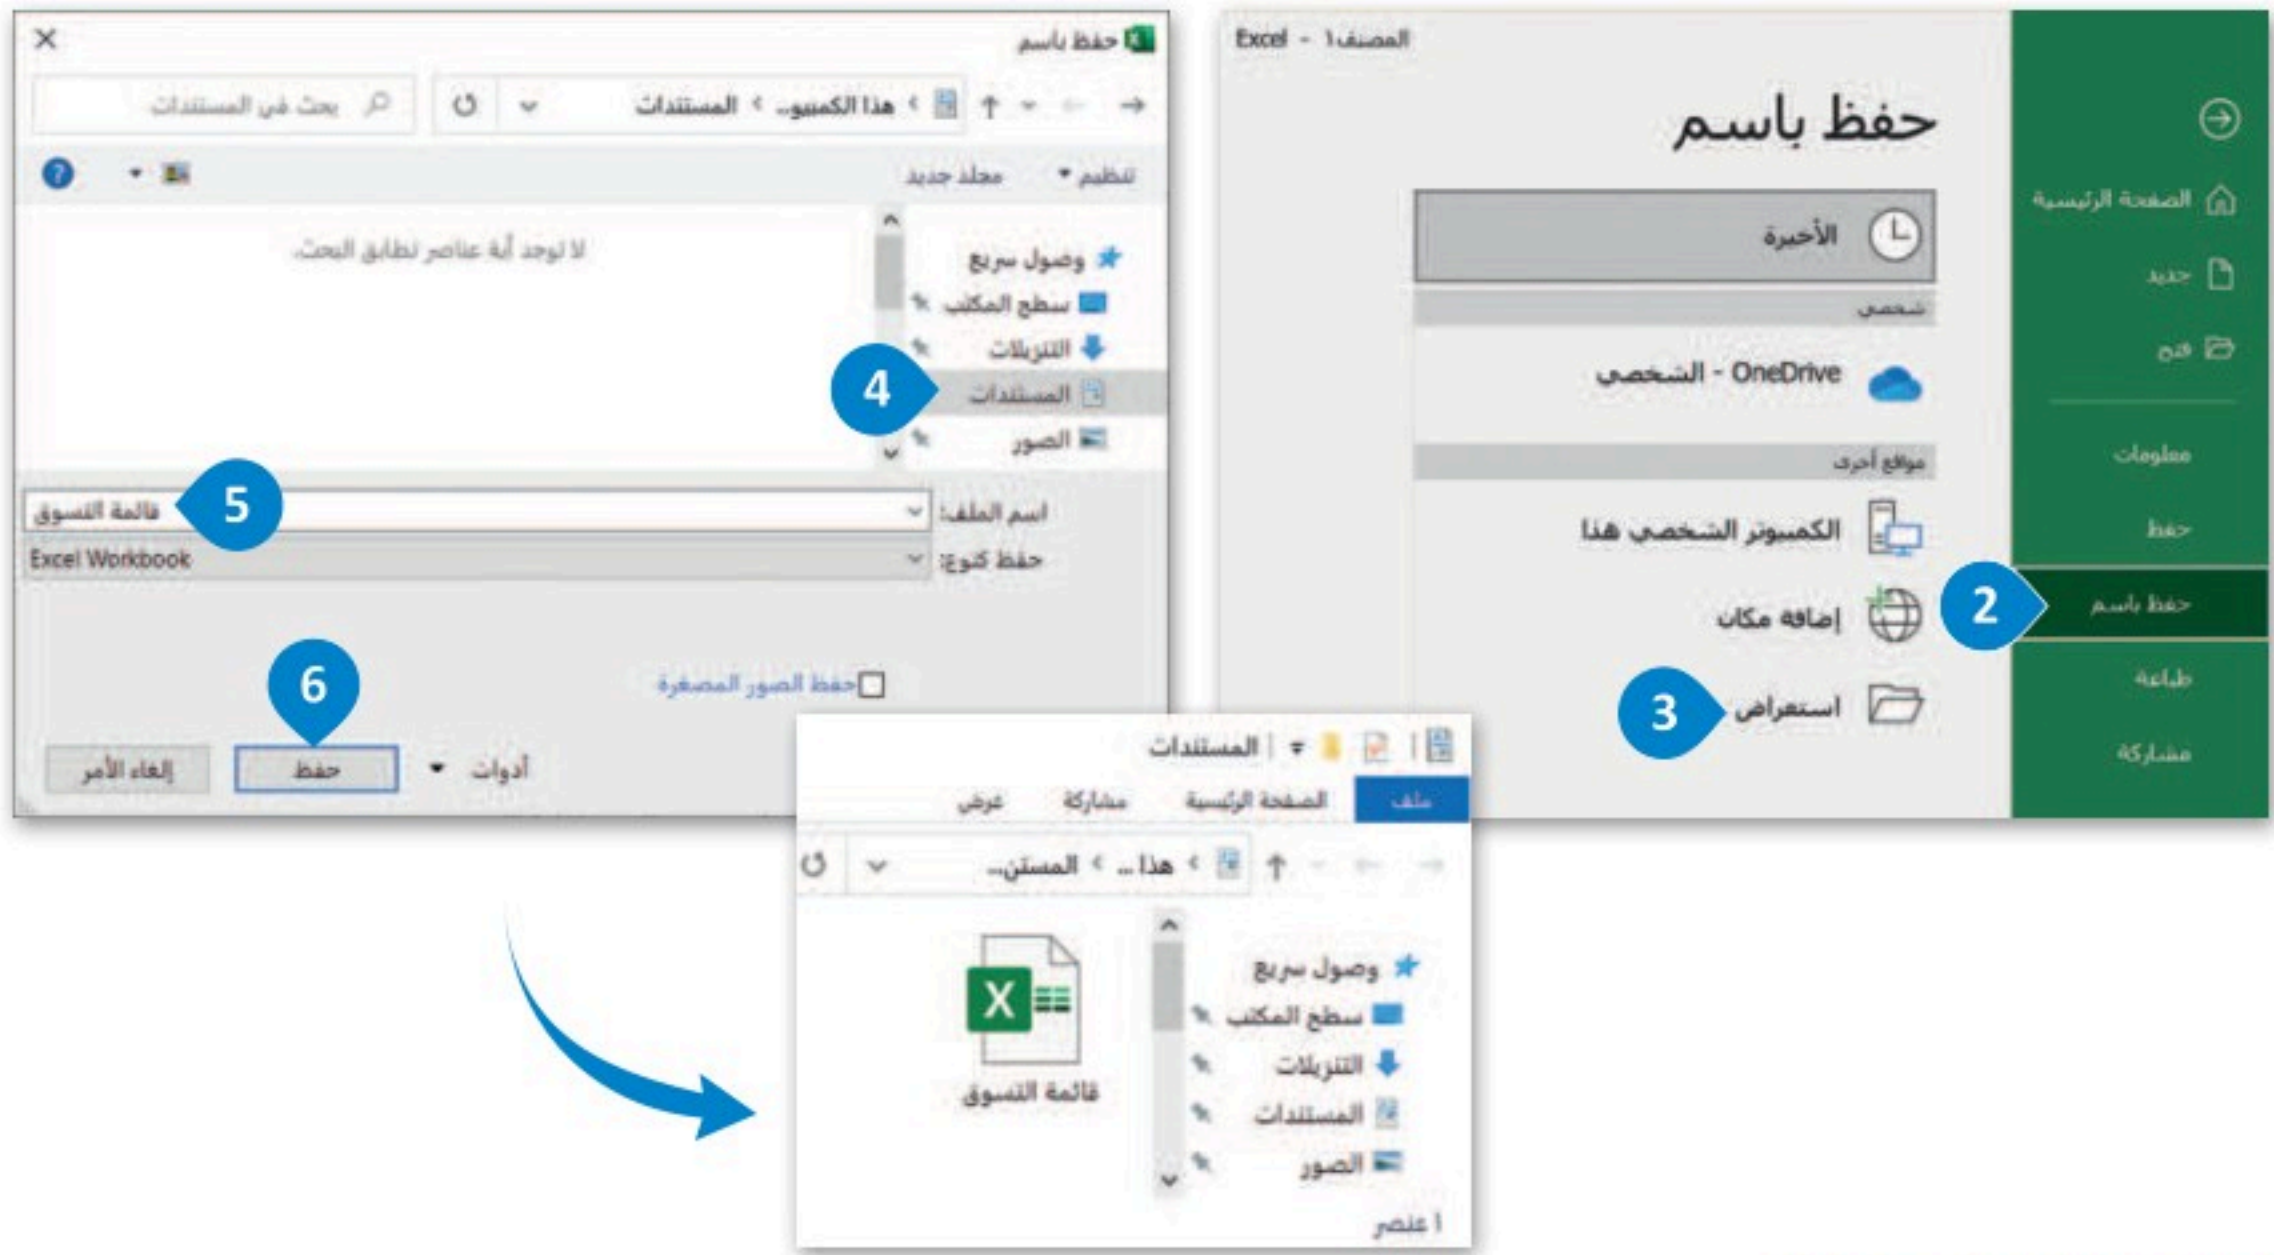 المصنف١ - Excel
حفظ باسم
الصفحة الرئيسية
جديد
فتح
معلومات
حفظ
حفظ باسم
طباعة
مشاركة
الأخيرة
شخصي
OneDrive - الشخصي
مواقع أخرى
الكمبيوتر الشخصي هذا
إضافة مكان
استعراض
2
3
حفظ باسم
هذا الكمبيو... › المستندات
بحث في المستندات
تنظيم
مجلد جديد
وصول سريع
سطح المكتب
التنزيلات
المستندات
الصور
لا توجد أية عناصر تطابق البحث.
4
اسم الملف: قائمة التسوق
5
حفظ كنوع: Excel Workbook
حفظ الصور المصغرة
6
أدوات
حفظ
إلغاء الأمر
المستندات
ملف الصفحة الرئيسية مشاركة عرض
هذا ... › المستن...
وصول سريع
سطح المكتب
التنزيلات
المستندات
الصور
قائمة التسوق
١ عنصر